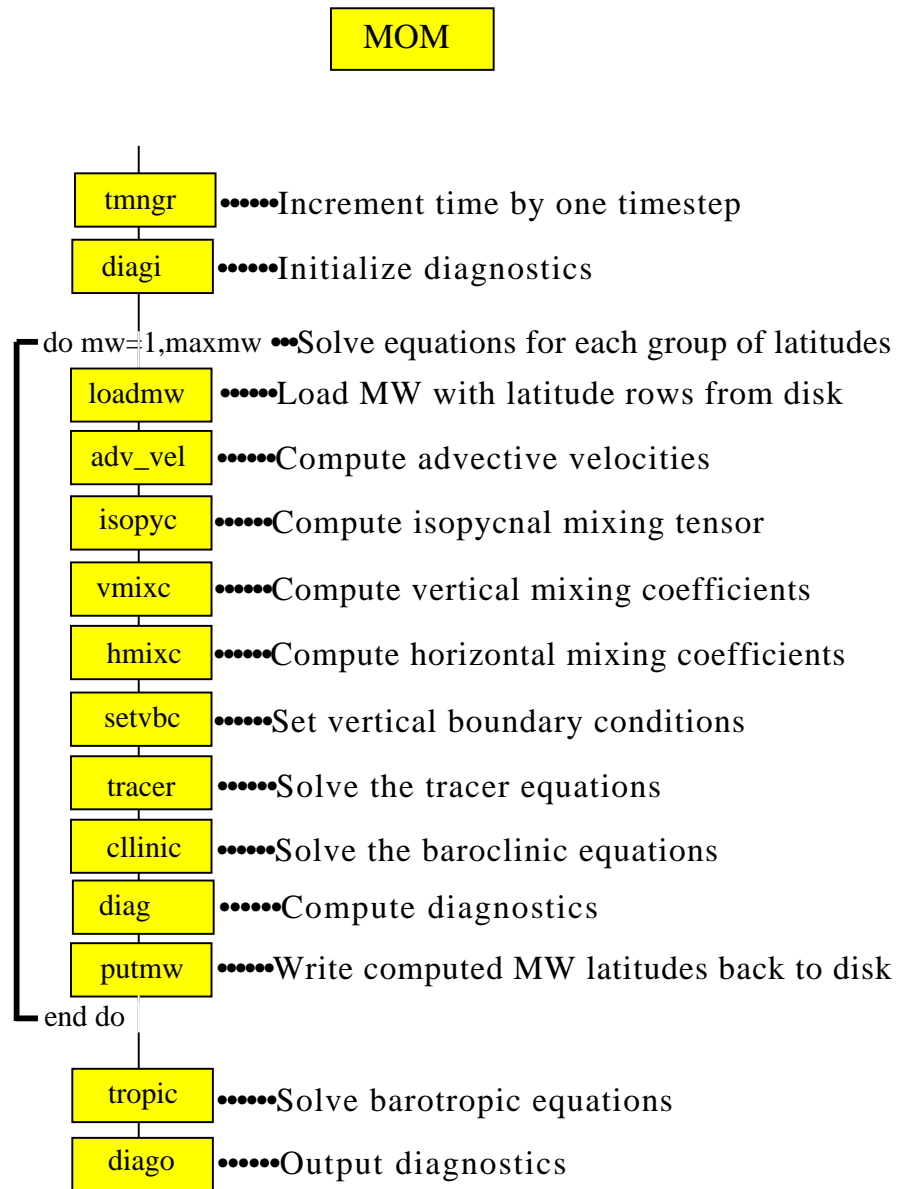 MOM
tmngr ••••••Increment time by one timestep
diagi ••••••Initialize diagnostics
do mw=1,maxmw •••Solve equations for each group of latitudes
loadmw ••••••Load MW with latitude rows from disk
adv_vel ••••••Compute advective velocities
isopyc ••••••Compute isopycnal mixing tensor
vmixc ••••••Compute vertical mixing coefficients
hmixc ••••••Compute horizontal mixing coefficients
setvbc ••••••Set vertical boundary conditions
tracer ••••••Solve the tracer equations
cllinic ••••••Solve the baroclinic equations
diag ••••••Compute diagnostics
putmw ••••••Write computed MW latitudes back to disk
end do
tropic ••••••Solve barotropic equations
diago ••••••Output diagnostics